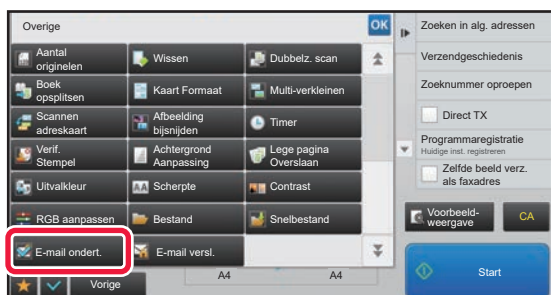 Overige
OK
Aantal
originelen
Wissen
Dubbelz. scan
Boek
opsplitsen
Kaart Formaat
Multi-verkleinen
Scannen
adreskaart
Afbeelding
bijsnijden
Timer
Verif.
Stempel
Achtergrond
Aanpassing
Lege pagina
Overslaan
Uitvalkleur
AA Scherpte
Contrast
RGB aanpassen
Bestand
Snelbestand
E-mail ondert.
E-mail versl.
Vorige
A4
A4
Zoeken in alg. adressen
Verzendgeschiedenis
Zoeknummer oproepen
Direct TX
Programmaregistratie
Huidige inst. registreren
Zelfde beeld verz.
als faxadres
Voorbeeld-
weergave
CA
Start